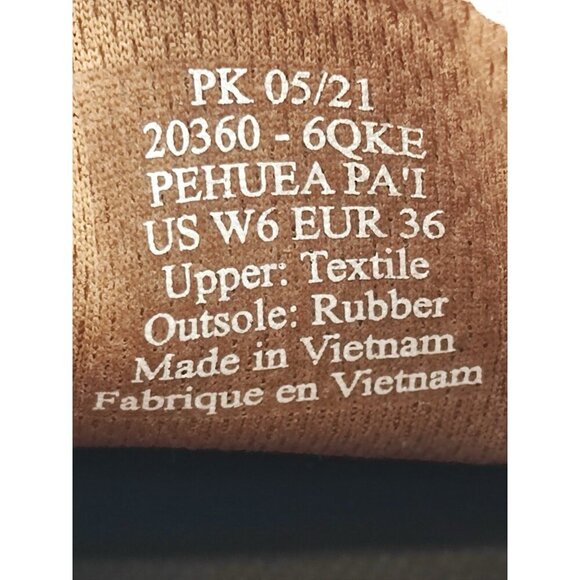 PK 05/21
20360 - 6QKE
PEHUEA PA'I
US W6 EUR 36
Upper: Textile
Outsole: Rubber
Made in Vietnam
Fabrique en Vietnam